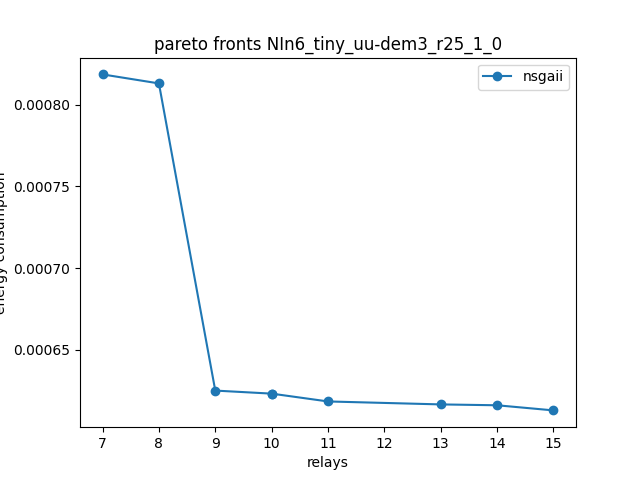 pareto fronts NIn6_tiny_uu-dem3_r25_1_0
nsgaii
0.00080
0.00075
0.00070
0.00065
energy consumption
7 8 9 10 11 12 13 14 15
relays